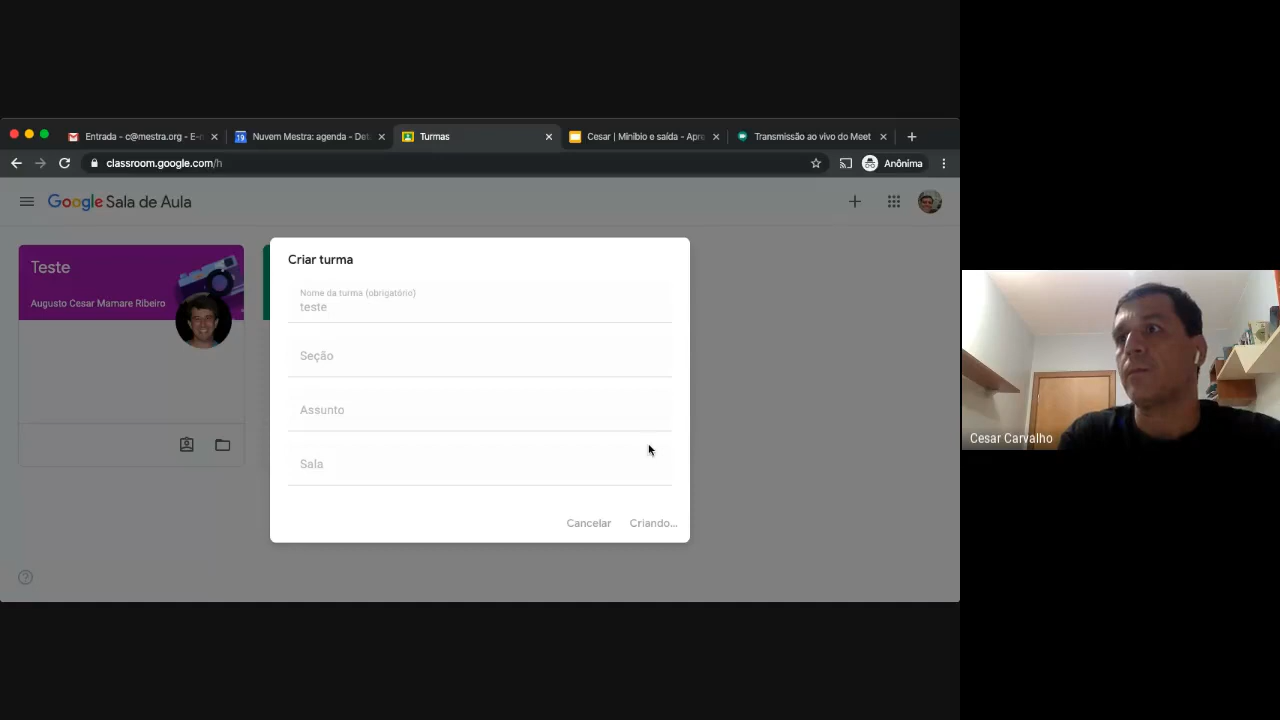 Entrada - c@mestra.org - E-
Nuvem Mestra: agenda - Dat
Turmas
Cesar | Minibio e saída - Apre
Transmissão ao vivo do Meet
classroom.google.com/h
Anônima
Google Sala de Aula
Teste
Augusto Cesar Mamare Ribeiro
Criar turma
Nome da turma (obrigatório)
teste
Seção
Assunto
Sala
Cancelar
Criando...
Cesar Carvalho